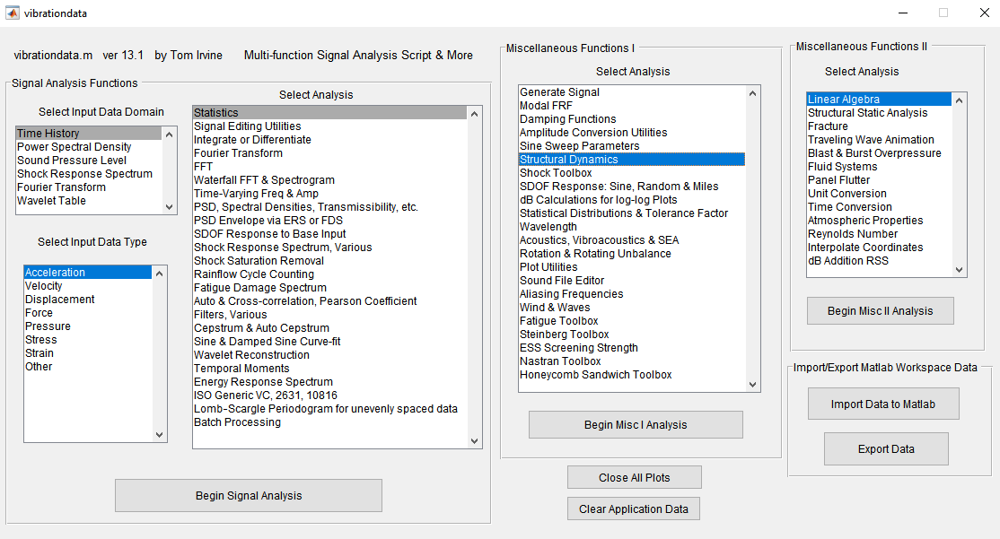 vibrationdata
vibrationdata.m ver 13.1 by Tom Irvine Multi-function Signal Analysis Script & More
Signal Analysis Functions
Select Input Data Domain
Time History
Power Spectral Density
Sound Pressure Level
Shock Response Spectrum
Fourier Transform
Wavelet Table
Select Input Data Type
Acceleration
Velocity
Displacement
Force
Pressure
Stress
Strain
Other
Select Analysis
Statistics
Signal Editing Utilities
Integrate or Differentiate
Fourier Transform
FFT
Waterfall FFT & Spectrogram
Time-Varying Freq & Amp
PSD, Spectral Densities, Transmissibility, etc.
PSD Envelope via ERS or FDS
SDOF Response to Base Input
Shock Response Spectrum, Various
Shock Saturation Removal
Rainflow Cycle Counting
Fatigue Damage Spectrum
Auto & Cross-correlation, Pearson Coefficient
Filters, Various
Cepstrum & Auto Cepstrum
Sine & Damped Sine Curve-fit
Wavelet Reconstruction
Temporal Moments
Energy Response Spectrum
ISO Generic VC, 2631, 10816
Lomb-Scargle Periodogram for unevenly spaced data
Batch Processing
Begin Signal Analysis
Miscellaneous Functions I
Select Analysis
Generate Signal
Modal FRF
Damping Functions
Amplitude Conversion Utilities
Sine Sweep Parameters
Structural Dynamics
Shock Toolbox
SDOF Response: Sine, Random & Miles
dB Calculations for log-log Plots
Statistical Distributions & Tolerance Factor
Wavelength
Acoustics, Vibroacoustics & SEA
Rotation & Rotating Unbalance
Plot Utilities
Sound File Editor
Aliasing Frequencies
Wind & Waves
Fatigue Toolbox
Steinberg Toolbox
ESS Screening Strength
Nastran Toolbox
Honeycomb Sandwich Toolbox
Begin Misc I Analysis
Close All Plots
Clear Application Data
Miscellaneous Functions II
Select Analysis
Linear Algebra
Structural Static Analysis
Fracture
Traveling Wave Animation
Blast & Burst Overpressure
Fluid Systems
Panel Flutter
Unit Conversion
Time Conversion
Atmospheric Properties
Reynolds Number
Interpolate Coordinates
dB Addition RSS
Begin Misc II Analysis
Import/Export Matlab Workspace Data
Import Data to Matlab
Export Data